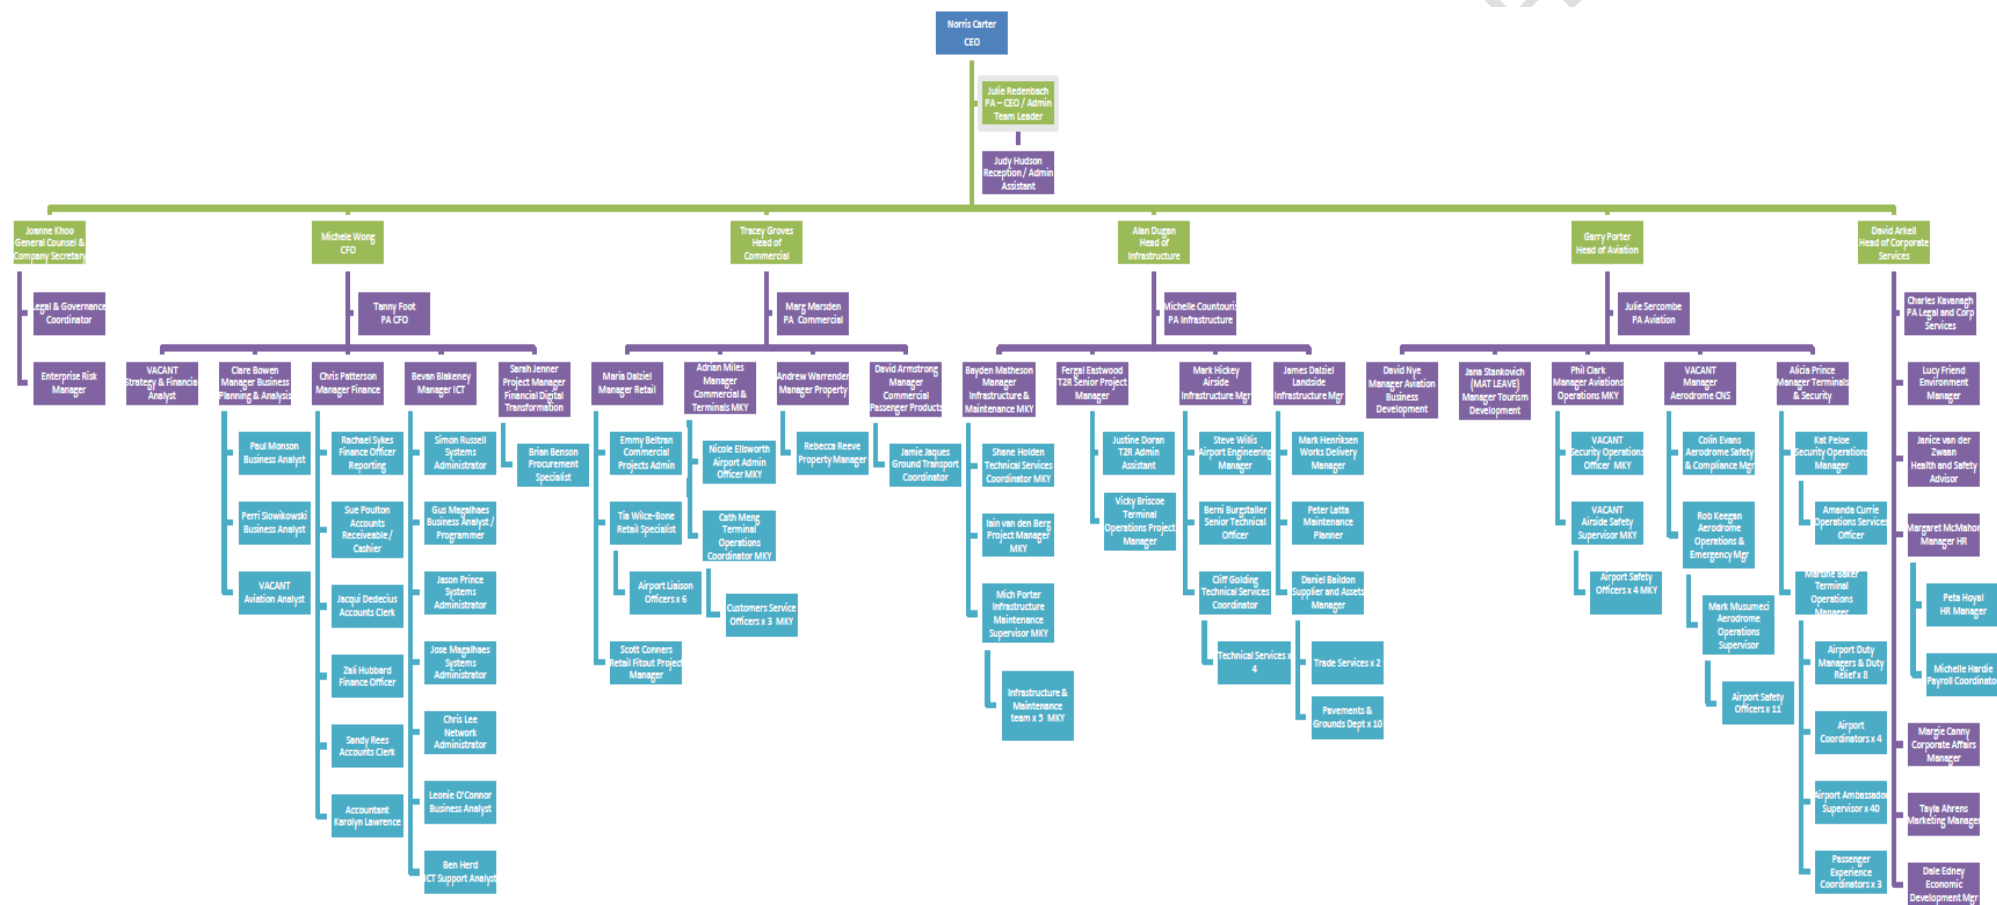 Norris Carter
CEO
Julie Redenbach
PA – CEO / Admin
Team Leader
Judy Hudson
Reception / Admin
Assistant
Joanne Khoo
General Counsel &
Company Secretary
Michele Wong
CFO
Tracey Groves
Head of
Commercial
Alan Dugan
Head of
Infrastructure
Garry Porter
Head of Aviation
David Arkell
Head of Corporate
Services
Legal & Governance
Coordinator
Enterprise Risk
Manager
Tanny Foot
PA CFO
Marg Marsden
PA Commercial
Michelle Countouris
PA Infrastructure
Julie Sercombe
PA Aviation
Charles Kavanagh
PA Legal and Corp
Services
VACANT
Strategy & Financial
Analyst
Clare Bowen
Manager Business
Planning & Analysis
Chris Patterson
Manager Finance
Bevan Blakeney
Manager ICT
Sarah Jenner
Project Manager
Financial Digital
Transformation
Maria Dalziel
Manager Retail
Adrian Miles
Manager
Commercial &
Terminals MKY
Andrew Warrender
Manager Property
David Armstrong
Manager
Commercial
Passenger Products
Bayden Matheson
Manager
Infrastructure &
Maintenance MKY
Fergal Eastwood
T2R Senior Project
Manager
Mark Hickey
Airside
Infrastructure Mgr
James Dalziel
Landside
Infrastructure Mgr
David Nye
Manager Aviation
Business
Development
Jana Stankovich
(MAT LEAVE)
Manager Tourism
Development
Phil Clark
Manager Aviations
Operations MKY
VACANT
Manager
Aerodrome CNS
Alicia Prince
Manager Terminals
& Security
Lucy Friend
Environment
Manager
Paul Monson
Business Analyst
Perri Slowikowski
Business Analyst
VACANT
Aviation Analyst
Rachael Sykes
Finance Officer
Reporting
Sue Poulton
Accounts
Receivable /
Cashier
Jacqui Dedecius
Accounts Clerk
Zali Hubbard
Finance Officer
Sandy Rees
Accounts Clerk
Accountant
Karolyn Lawrence
Simon Russell
Systems
Administrator
Gus Magalhaes
Business Analyst /
Programmer
Jason Prince
Systems
Administrator
Jose Magalhaes
Systems
Administrator
Chris Lee
Network
Administrator
Leonie O'Connor
Business Analyst
Ben Herd
ICT Support Analyst
Brian Benson
Procurement
Specialist
Emmy Beltran
Commercial
Projects Admin
Tia Wilce-Bone
Retail Specialist
Airport Liaison
Officers x 6
Scott Conners
Retail Fitout Project
Manager
Nicole Ellsworth
Airport Admin
Officer MKY
Cath Meng
Terminal
Operations
Coordinator MKY
Customers Service
Officers x 3 MKY
Rebecca Reeve
Property Manager
Jamie Jaques
Ground Transport
Coordinator
Shane Holden
Technical Services
Coordinator MKY
Iain van den Berg
Project Manager
MKY
Mich Porter
Infrastructure
Maintenance
Supervisor MKY
Infrastructure &
Maintenance
team x 5 MKY
Justine Doran
T2R Admin
Assistant
Vicky Briscoe
Terminal
Operations Project
Manager
Steve Willis
Airport Engineering
Manager
Berni Burgstaller
Senior Technical
Officer
Cliff Golding
Technical Services
Coordinator
Technical Services x
4
Mark Henriksen
Works Delivery
Manager
Peter Latta
Maintenance
Planner
Daniel Baildon
Supplier and Assets
Manager
Trade Services x 2
Pavements &
Grounds Dept x 10
VACANT
Security Operations
Officer MKY
VACANT
Airside Safety
Supervisor MKY
Airport Safety
Officers x 4 MKY
Colin Evans
Aerodrome Safety
& Compliance Mgr
Rob Keegan
Aerodrome
Operations &
Emergency Mgr
Mark Musumeci
Aerodrome
Operations
Supervisor
Airport Safety
Officers x 11
Kat Peloe
Security Operations
Manager
Amanda Currie
Operations Services
Officer
Martine Baker
Terminal
Operations
Manager
Airport Duty
Managers & Duty
Relief x 8
Airport
Coordinators x 4
Airport Ambassador
Supervisor x 40
Passenger
Experience
Coordinators x 3
Janice van der
Zwaan
Health and Safety
Advisor
Margaret McMahon
Manager HR
Peta Hoyal
HR Manager
Michelle Hardie
Payroll Coordinator
Margie Canny
Corporate Affairs
Manager
Tayla Ahrens
Marketing Manager
Dale Edney
Economic
Development Mgr